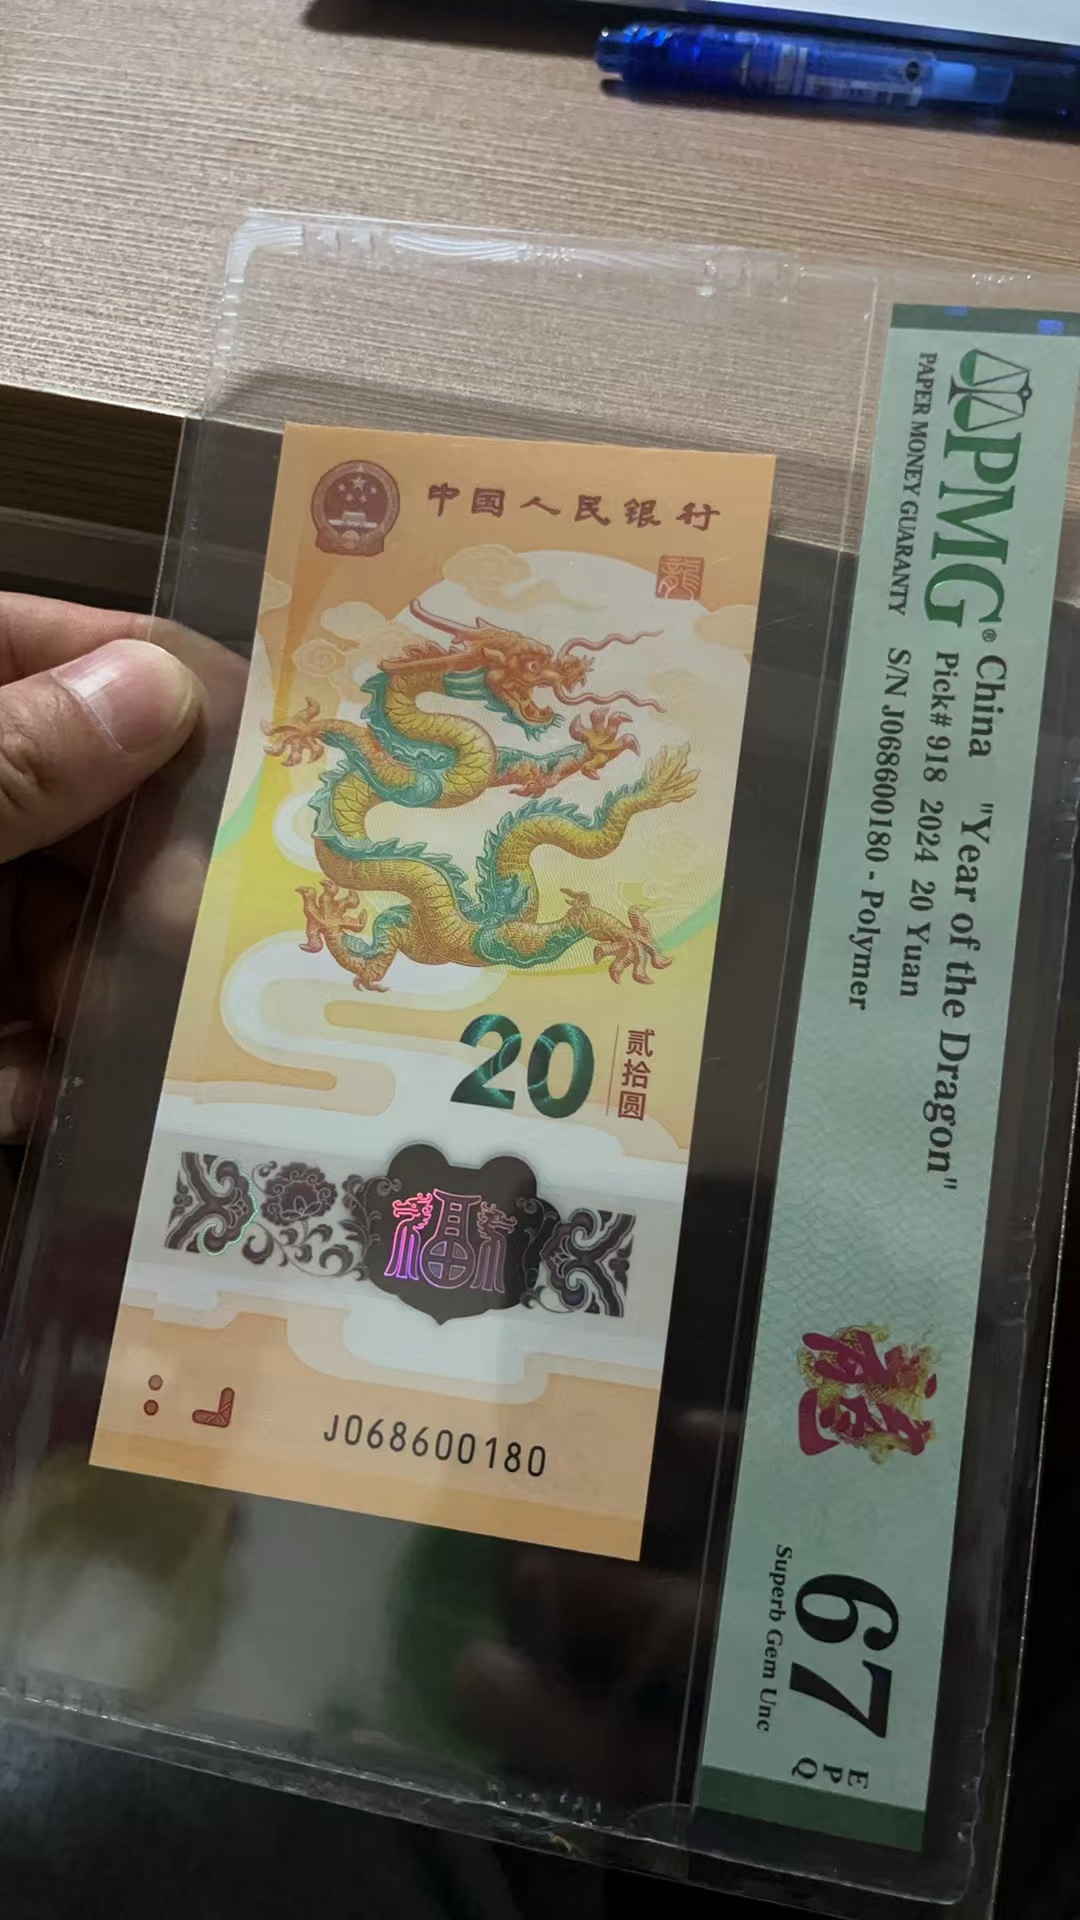 中国人民银行
20
贰拾圆
福
J068600180
PMG®
PAPER MONEY GUARANTY
China "Year of the Dragon"
Pick# 918 2024 20 Yuan
S/N J068600180 - Polymer
67
EPQ
Superb Gem Unc